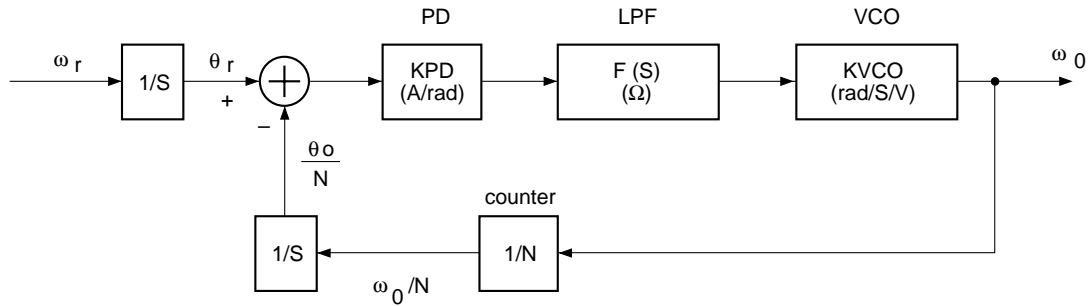 PD
LPF
VCO
ω r
1/S
θ r
+
−
KPD
(A/rad)
F (S)
(Ω)
KVCO
(rad/S/V)
ω 0
θ o
N
counter
1/S
1/N
ω 0 /N